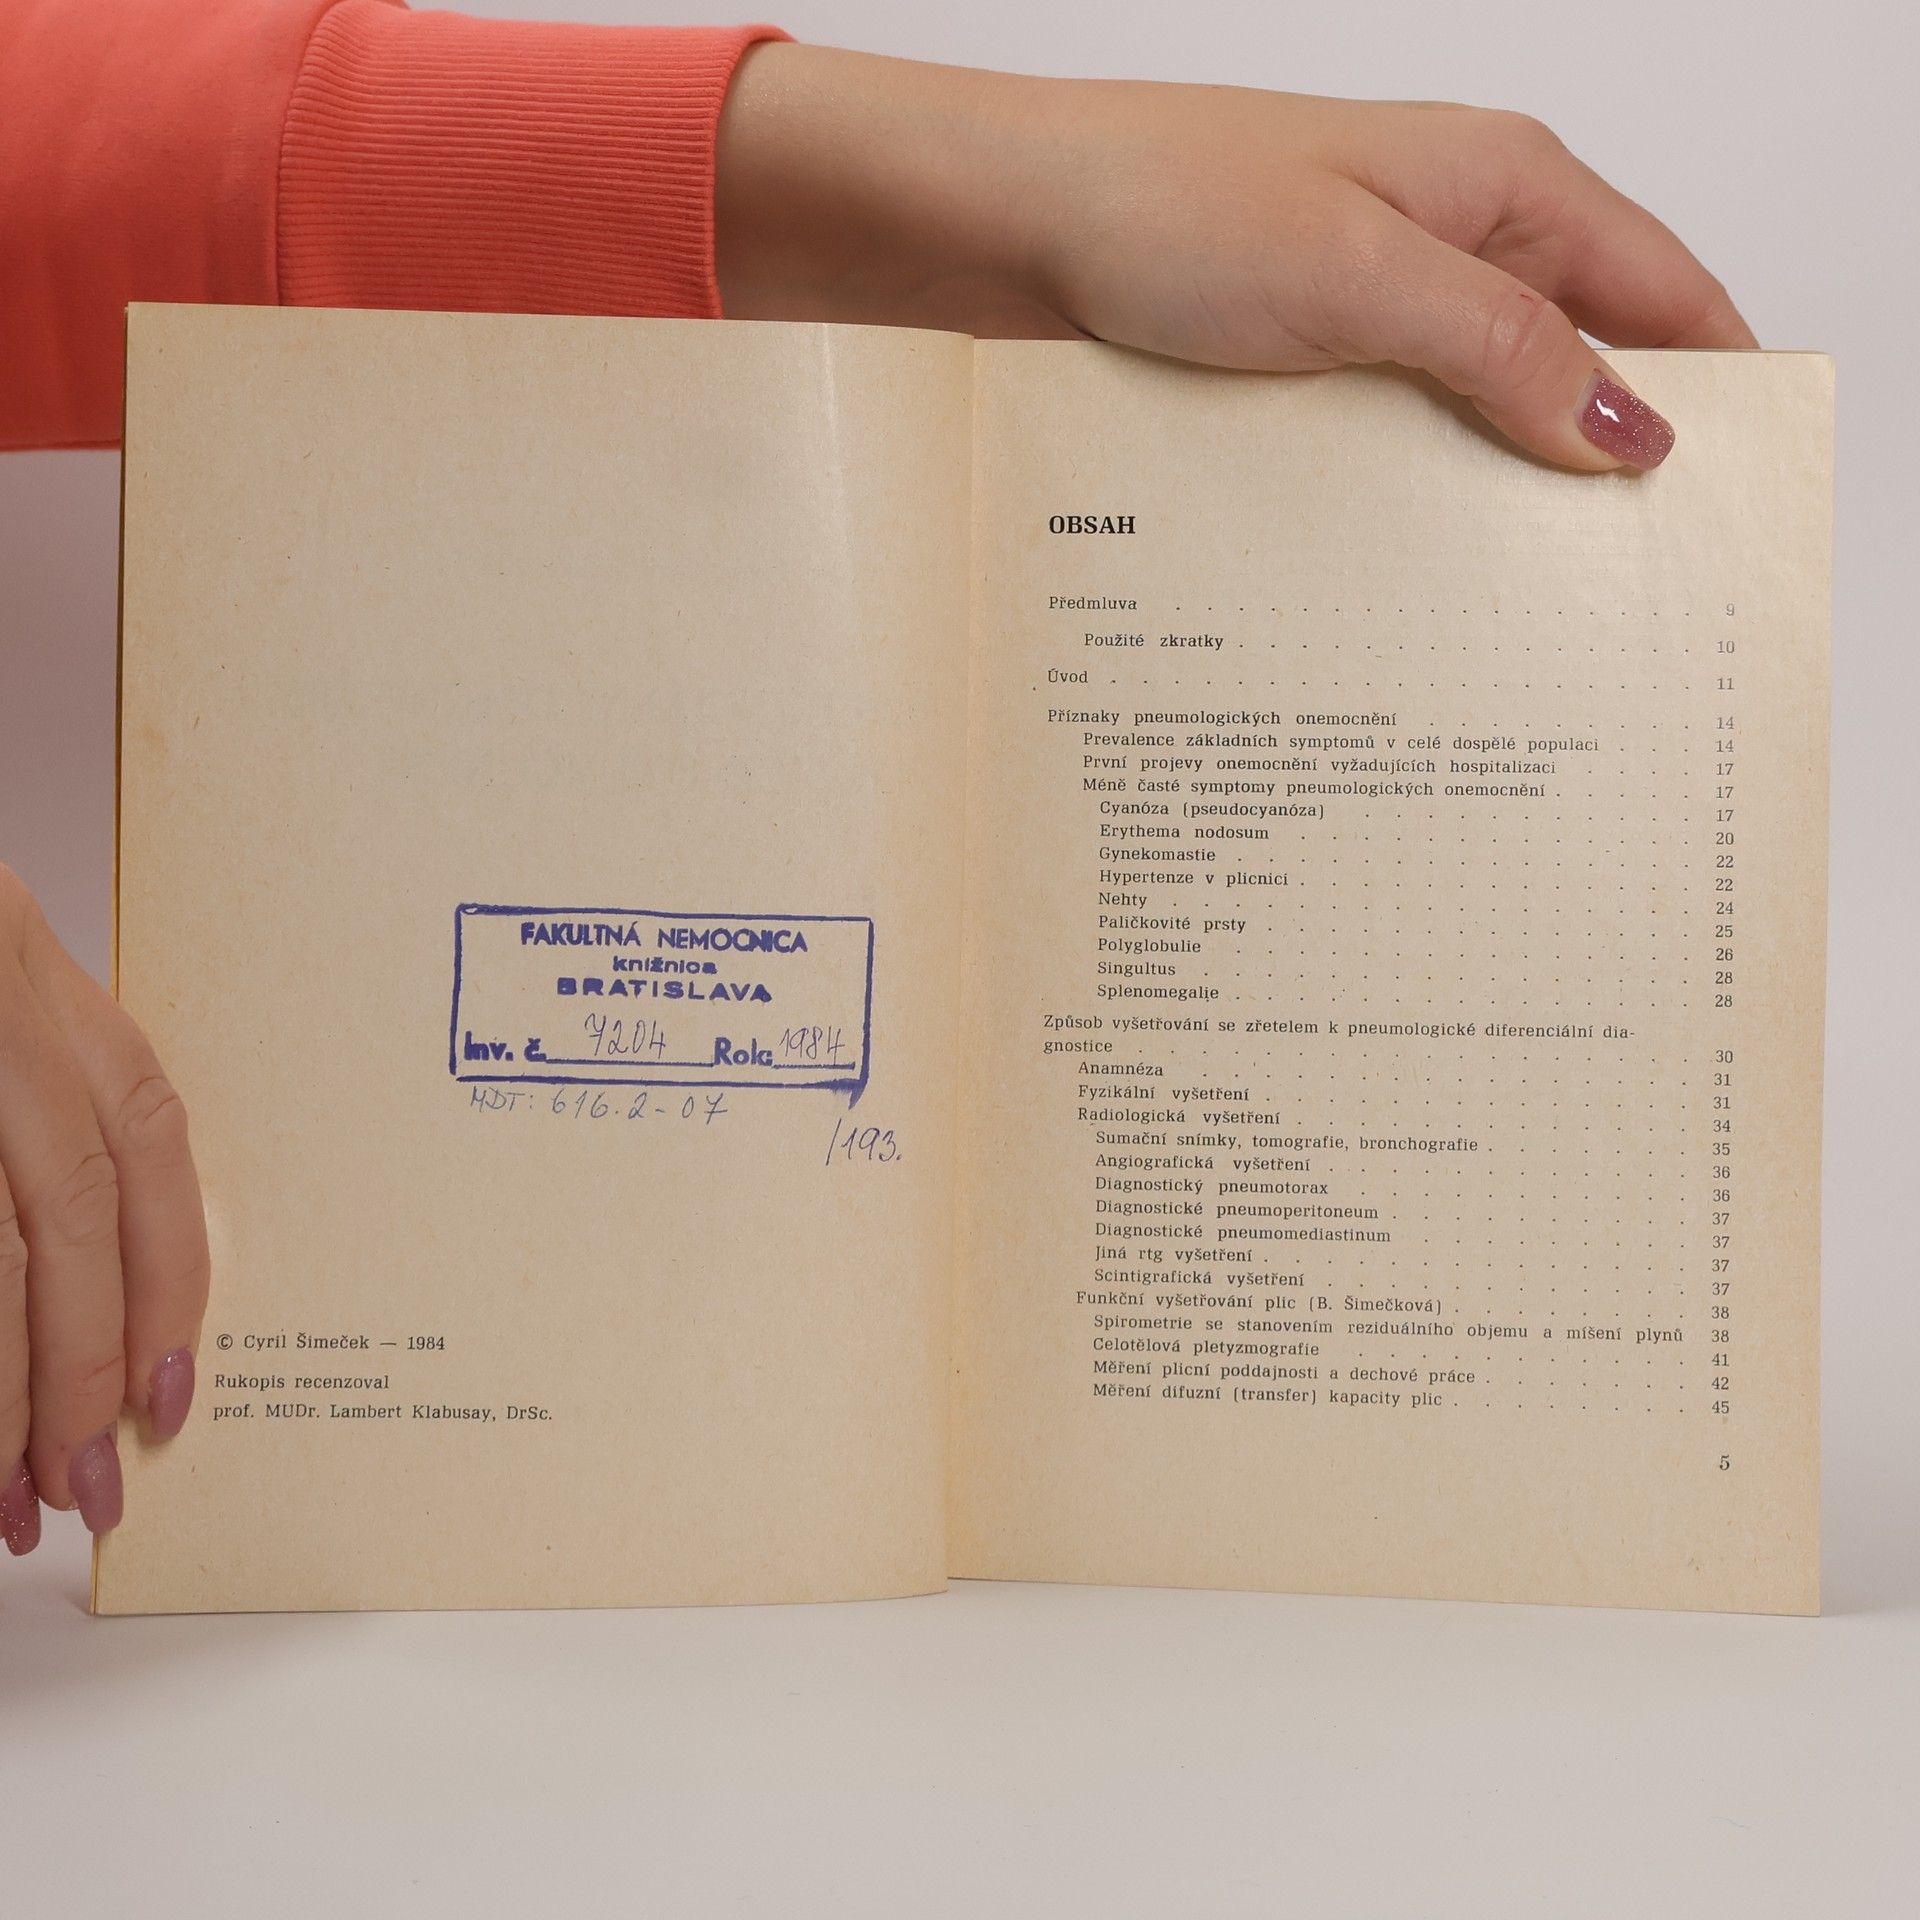 FAKULTNÁ NEMOCNICA
knižnica
BRATISLAVA
Inv. č. 7204 Rok: 1984
MDT: 616.2-07
/193.
© Cyril Šimeček — 1984
Rukopis recenzoval
prof. MUDr. Lambert Klabusay, DrSc.
OBSAH
Předmluva . . . . . . . . . . . . . . . . . 9
Použité zkratky . . . . . . . . . . . . . . . 10
Úvod . . . . . . . . . . . . . . . . . . . 11
Příznaky pneumologických onemocnění . . . . . . . . . 14
Prevalence základních symptomů v celé dospělé populaci . . . 14
První projevy onemocnění vyžadujících hospitalizaci . . . . 17
Méně časté symptomy pneumologických onemocnění . . . . . 17
Cyanóza (pseudocyanóza) . . . . . . . . . . . 17
Erythema nodosum . . . . . . . . . . . . . 20
Gynekomastie . . . . . . . . . . . . . . . 22
Hypertenze v plicnici . . . . . . . . . . . . . 22
Nehty . . . . . . . . . . . . . . . . . 24
Paličkovité prsty . . . . . . . . . . . . . . 25
Polyglobulie . . . . . . . . . . . . . . . 26
Singultus . . . . . . . . . . . . . . . . 28
Splenomegalie . . . . . . . . . . . . . . . 28
Způsob vyšetřování se zřetelem k pneumologické diferenciální dia-
gnostice . . . . . . . . . . . . . . . . . . 30
Anamnéza . . . . . . . . . . . . . . . . 31
Fyzikální vyšetření . . . . . . . . . . . . . . 31
Radiologická vyšetření . . . . . . . . . . . . . 34
Sumační snímky, tomografie, bronchografie . . . . . . . 35
Angiografická vyšetření . . . . . . . . . . . . 36
Diagnostický pneumotorax . . . . . . . . . . . 36
Diagnostické pneumoperitoneum . . . . . . . . . . 37
Diagnostické pneumomediastinum . . . . . . . . . 37
Jiná rtg vyšetření . . . . . . . . . . . . . . 37
Scintigrafická vyšetření . . . . . . . . . . . . 37
Funkční vyšetřování plic (B. Šimečková) . . . . . . . . 38
Spirometrie se stanovením reziduálního objemu a míšení plynů 38
Celotělová pletyzmografie . . . . . . . . . . . 41
Měření plicní poddajnosti a dechové práce . . . . . . . 42
Měření difuzní (transfer) kapacity plic . . . . . . . . 45
5